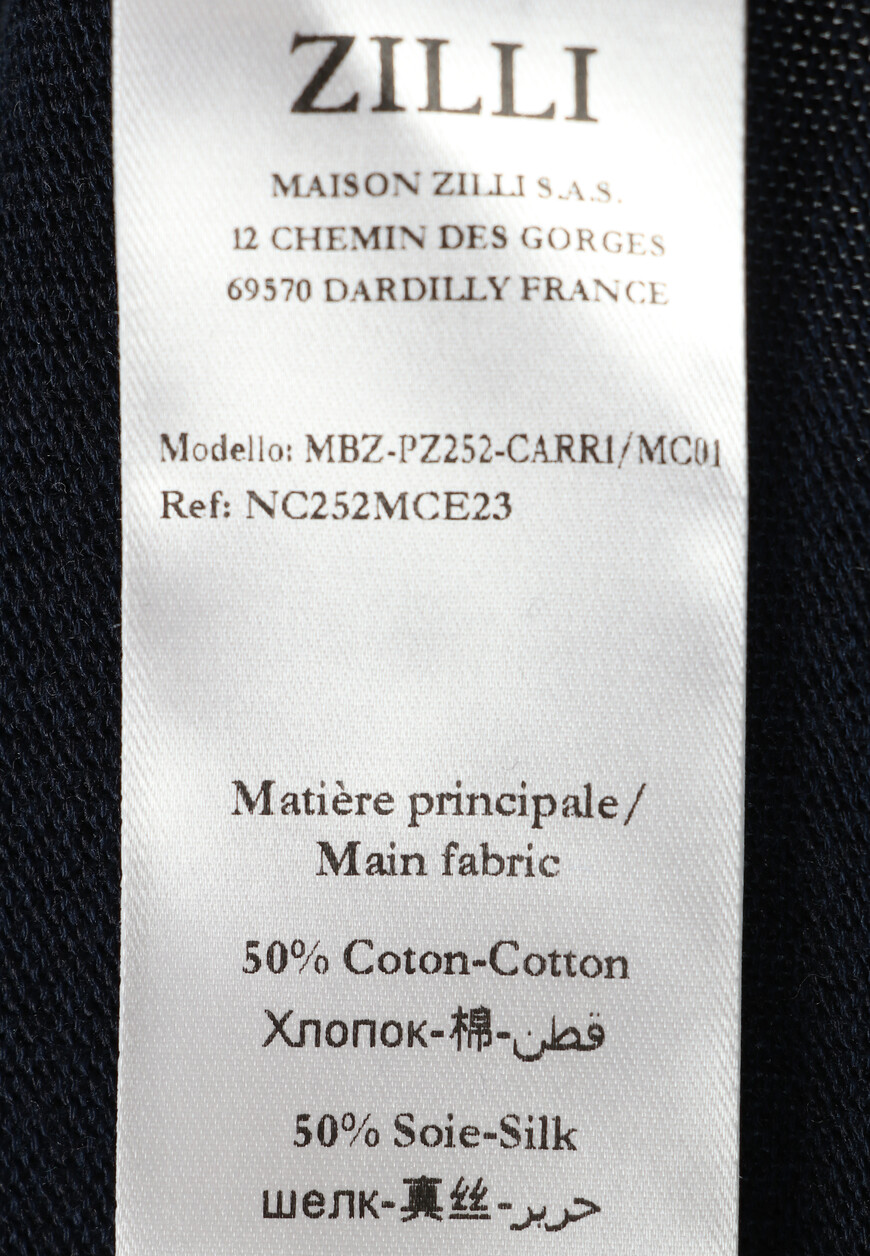 ZILLI
MAISON ZILLI S.A.S.
12 CHEMIN DES GORGES
69570 DARDILLY FRANCE
Modello: MBZ-PZ252-CARR1/MC01
Ref: NC252MCE23
Matière principale/
Main fabric
50% Coton-Cotton
Хлопок-棉-قطن
50% Soie-Silk
шелк-真丝-حرير